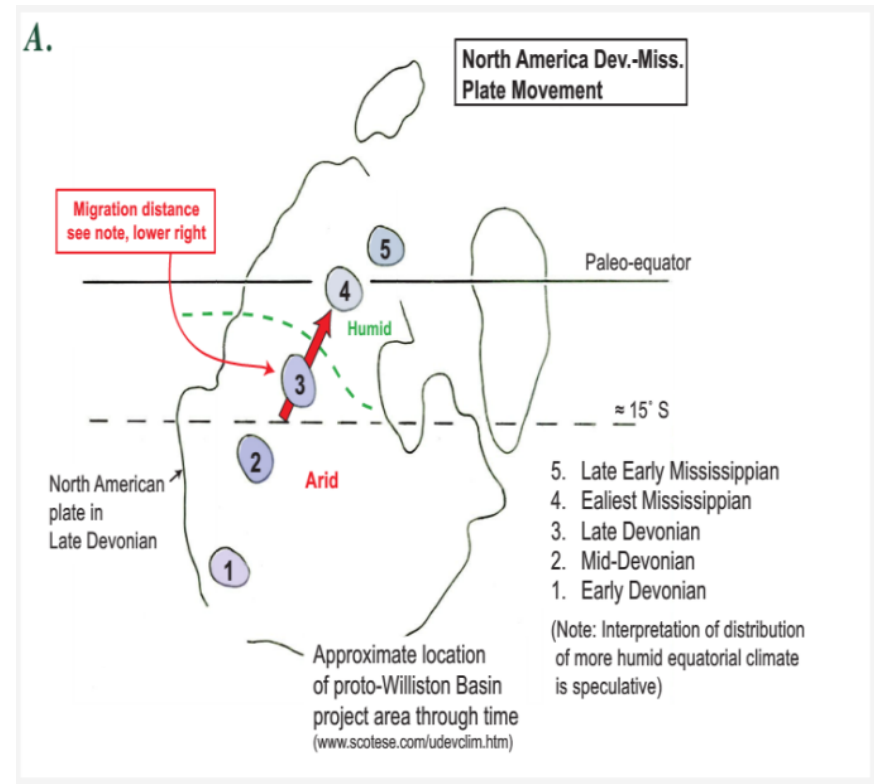 A.
North America Dev.-Miss.
Plate Movement
Migration distance
see note, lower right
5
Paleo-equator
4
Humid
3
≈ 15° S
2
Arid
North American
plate in
Late Devonian
1
5. Late Early Mississippian
4. Ealiest Mississippian
3. Late Devonian
2. Mid-Devonian
1. Early Devonian
(Note: Interpretation of distribution
of more humid equatorial climate
is speculative)
Approximate location
of proto-Williston Basin
project area through time
(www.scotese.com/udevclim.htm)